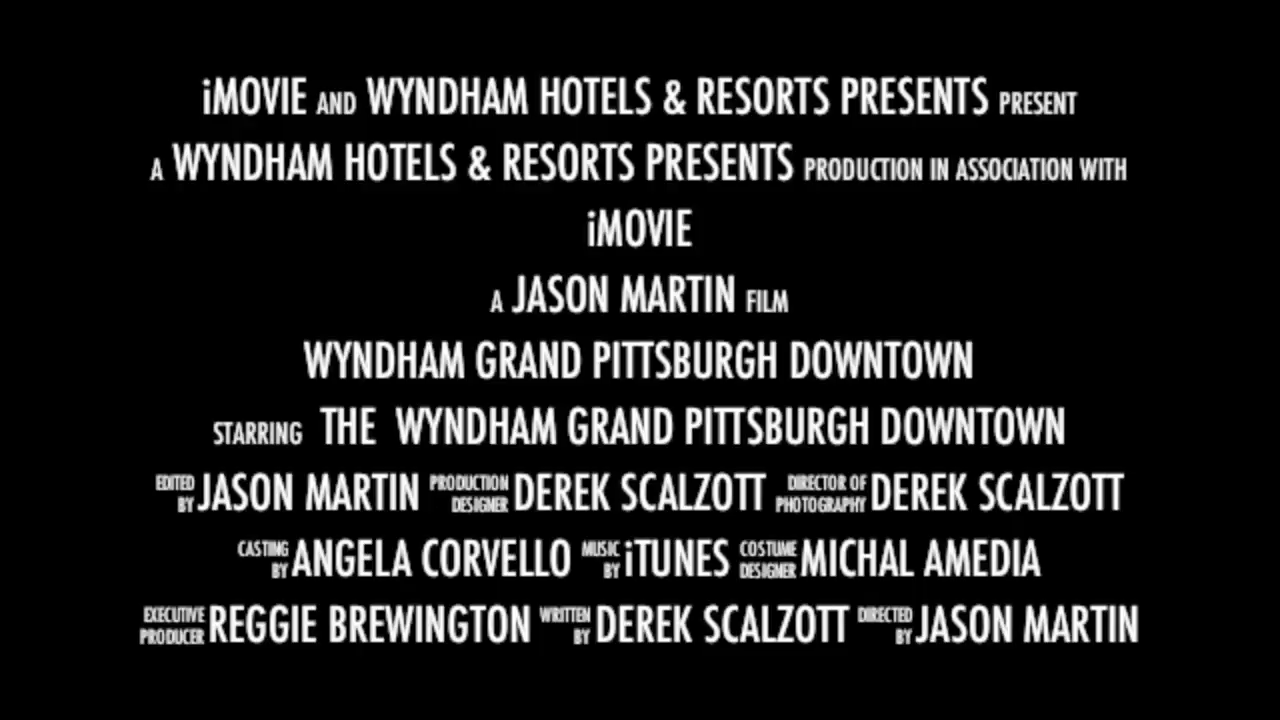 iMOVIE AND WYNDHAM HOTELS & RESORTS PRESENTS PRESENT
A WYNDHAM HOTELS & RESORTS PRESENTS PRODUCTION IN ASSOCIATION WITH
iMOVIE
A JASON MARTIN FILM
WYNDHAM GRAND PITTSBURGH DOWNTOWN
STARRING THE WYNDHAM GRAND PITTSBURGH DOWNTOWN
EDITED BY JASON MARTIN PRODUCTION DESIGNER DEREK SCALZOTT DIRECTOR OF PHOTOGRAPHY DEREK SCALZOTT
CASTING BY ANGELA CORVELLO MUSIC BY iTUNES COSTUME DESIGNER MICHAL AMEDIA
EXECUTIVE PRODUCER REGGIE BREWINGTON WRITTEN BY DEREK SCALZOTT DIRECTED BY JASON MARTIN